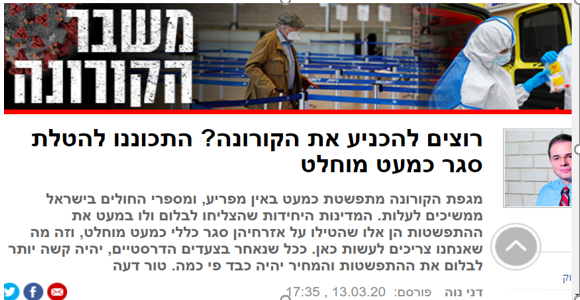 משבר
הקורונה
רוצים להכניע את הקורונה? התכוננו להטלת
סגר כמעט מוחלט
מגפת הקורונה מתפשטת כמעט באין מפריע, ומספרי החולים בישראל
ממשיכים לעלות. המדינות היחידות שהצליחו לבלום ולו במעט את
ההתפשטות הן אלו שהטילו על אזרחיהן סגר כללי כמעט מוחלט, וזה מה
שאנחנו צריכים לעשות כאן. ככל שנאחר בצעדים הדרסטיים, יהיה קשה יותר
לבלום את ההתפשטות והמחיר יהיה כבד פי כמה. טור דעה
דני נוה פורסם: 13.03.20 , 17:35